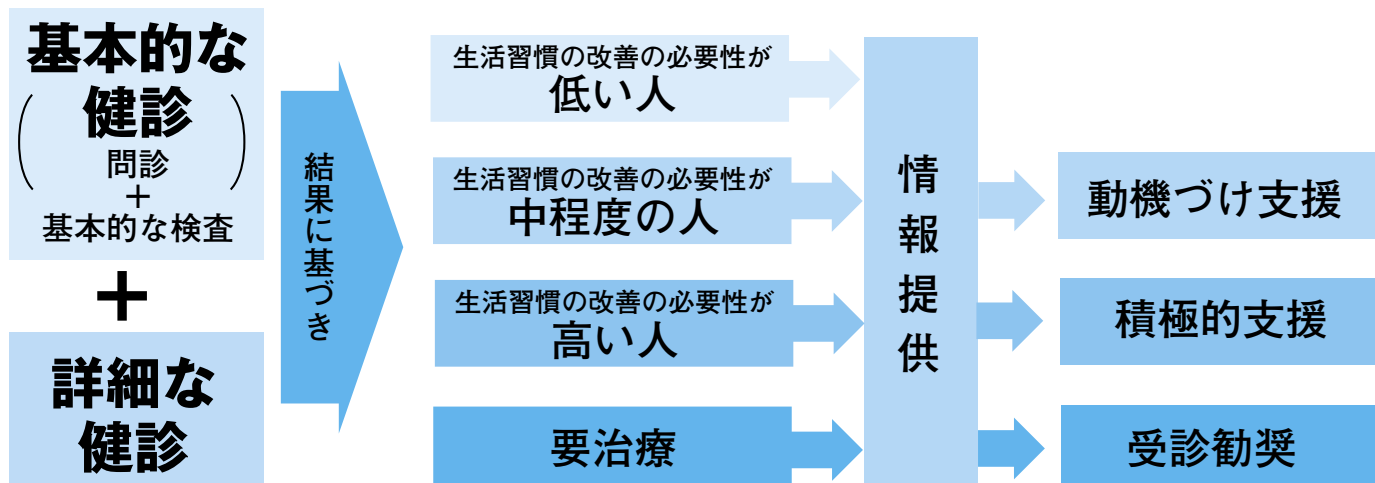 基本的な
健診
問診
＋
基本的な検査
＋
詳細な
健診
結果に基づき
生活習慣の改善の必要性が
低い人
生活習慣の改善の必要性が
中程度の人
生活習慣の改善の必要性が
高い人
要治療
情報提供
動機づけ支援
積極的支援
受診勧奨